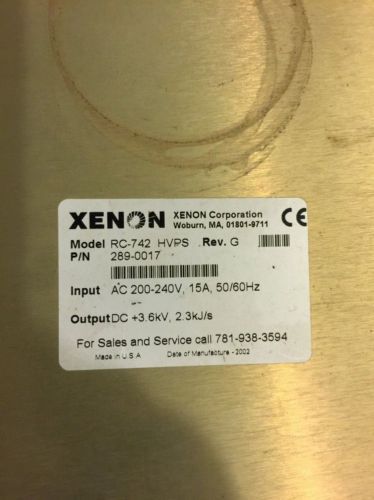 XENON XENON Corporation
Woburn, MA, 01801-9711
CE
Model RC-742 HVPS Rev. G
P/N 289-0017
Input AC 200-240V, 15A, 50/60Hz
Output DC +3.6kV, 2.3kJ/s
For Sales and Service call 781-938-3594
Made in U.S.A Date of Manufacture - 2002